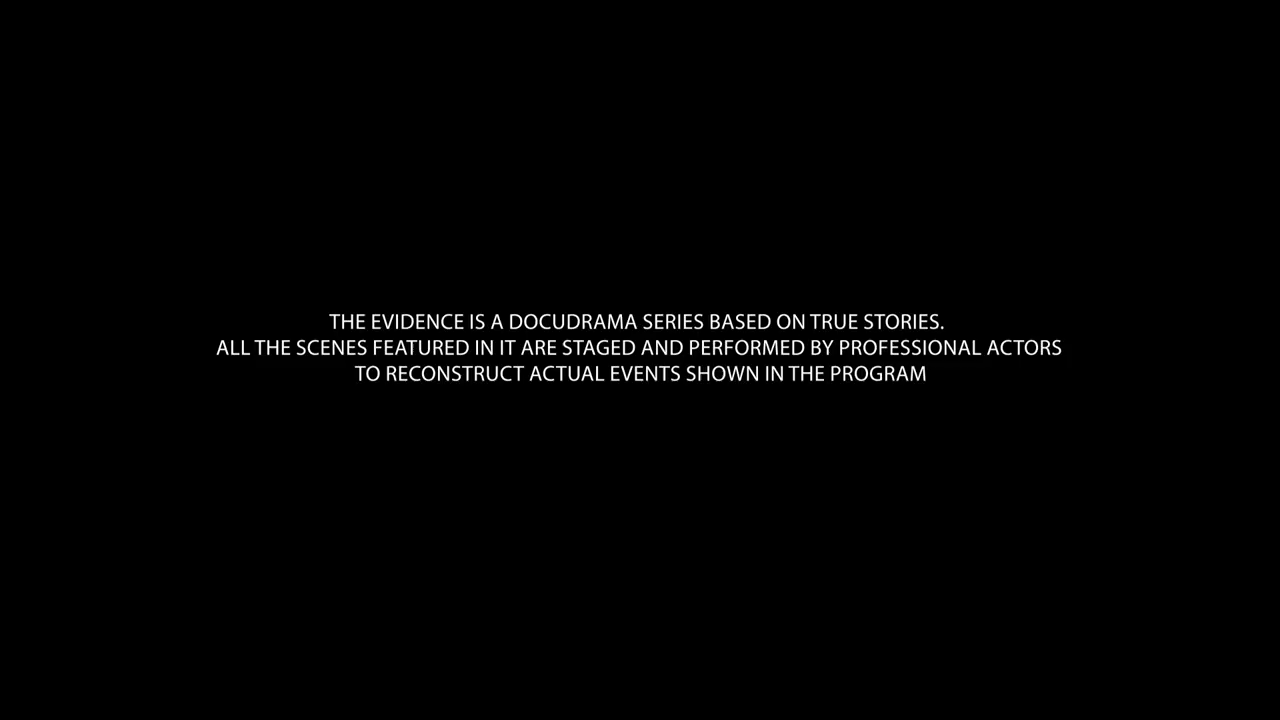 THE EVIDENCE IS A DOCUDRAMA SERIES BASED ON TRUE STORIES.
ALL THE SCENES FEATURED IN IT ARE STAGED AND PERFORMED BY PROFESSIONAL ACTORS
TO RECONSTRUCT ACTUAL EVENTS SHOWN IN THE PROGRAM